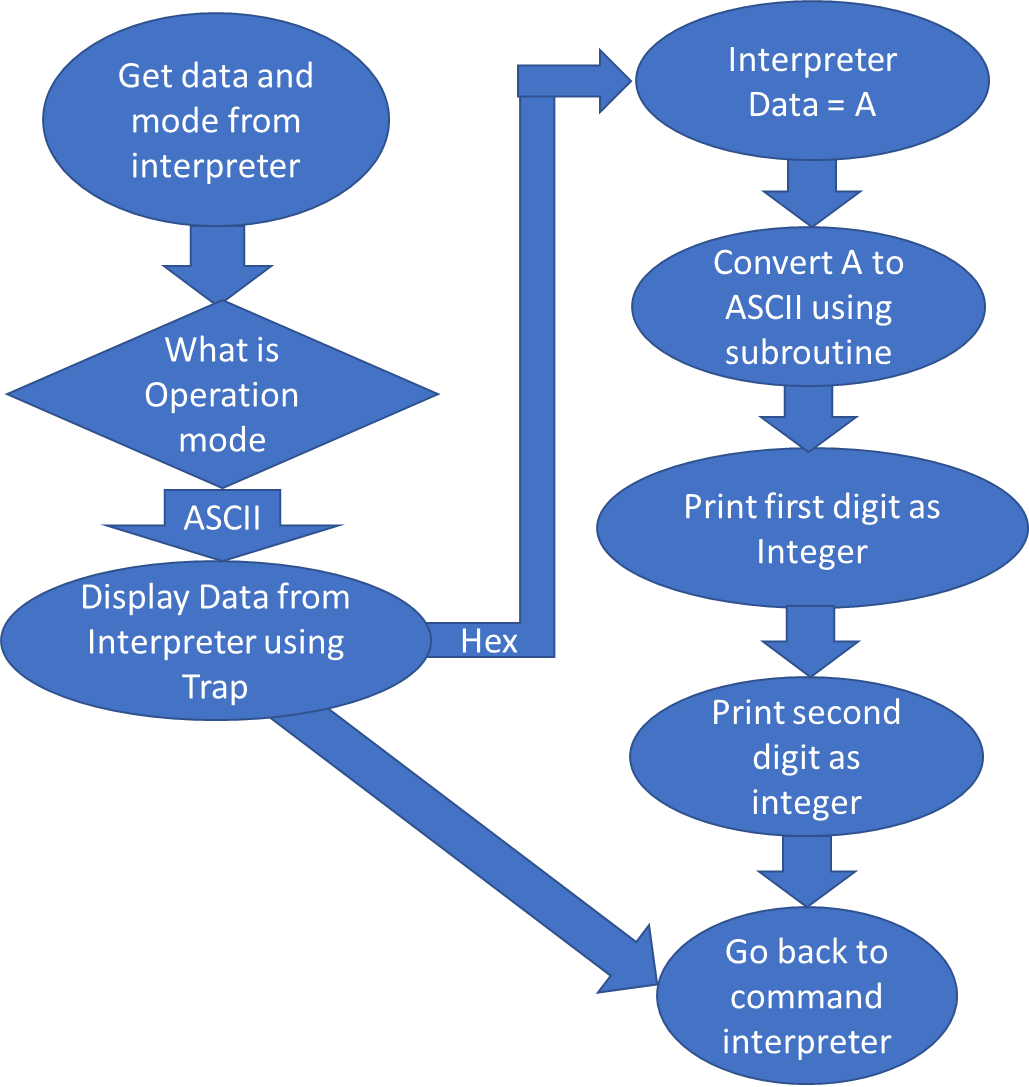 Get data and
mode from
interpreter
What is
Operation
mode
ASCII
Display Data from
Interpreter using
Trap
Hex
Interpreter
Data = A
Convert A to
ASCII using
subroutine
Print first digit as
Integer
Print second
digit as
integer
Go back to
command
interpreter